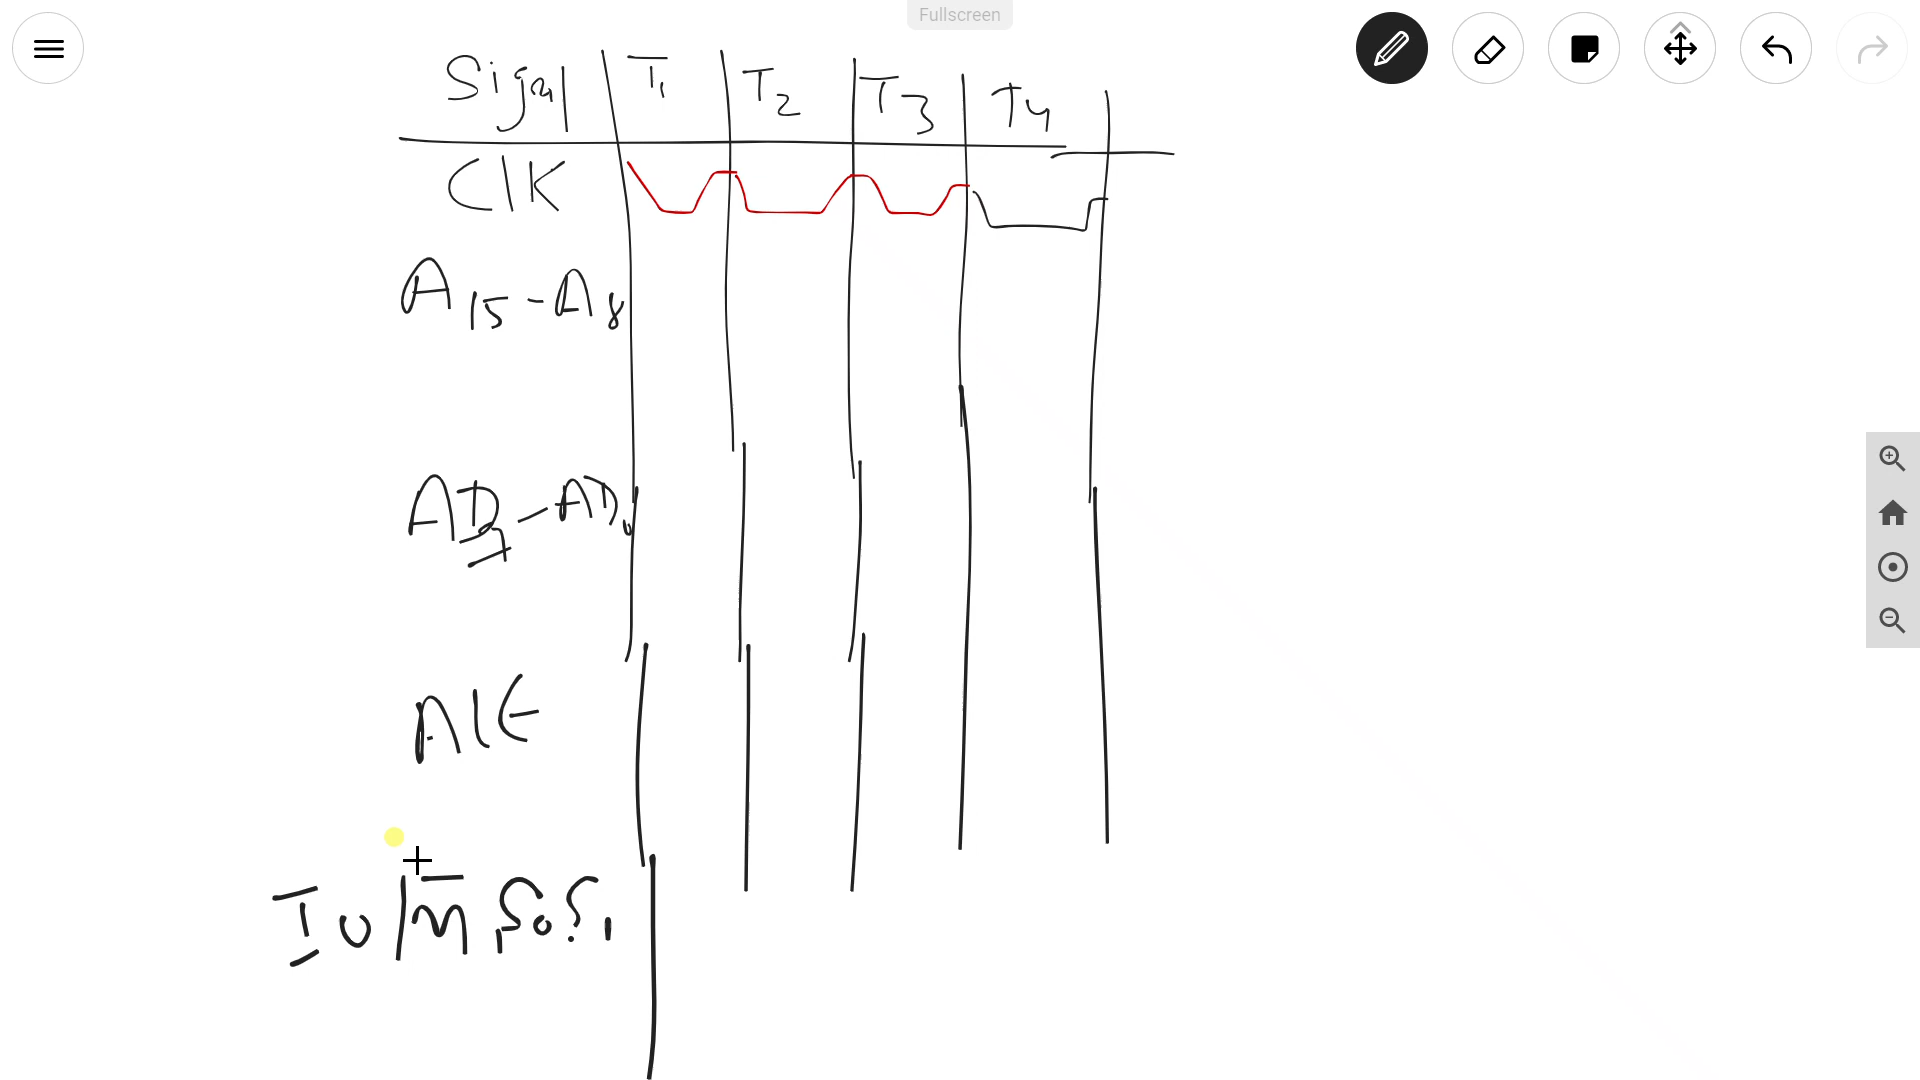 Fullscreen
Signal T1 T2 T3 T4
ClK
A15-A8
AD7-AD0
AlE
Io/M̅, S0 S1